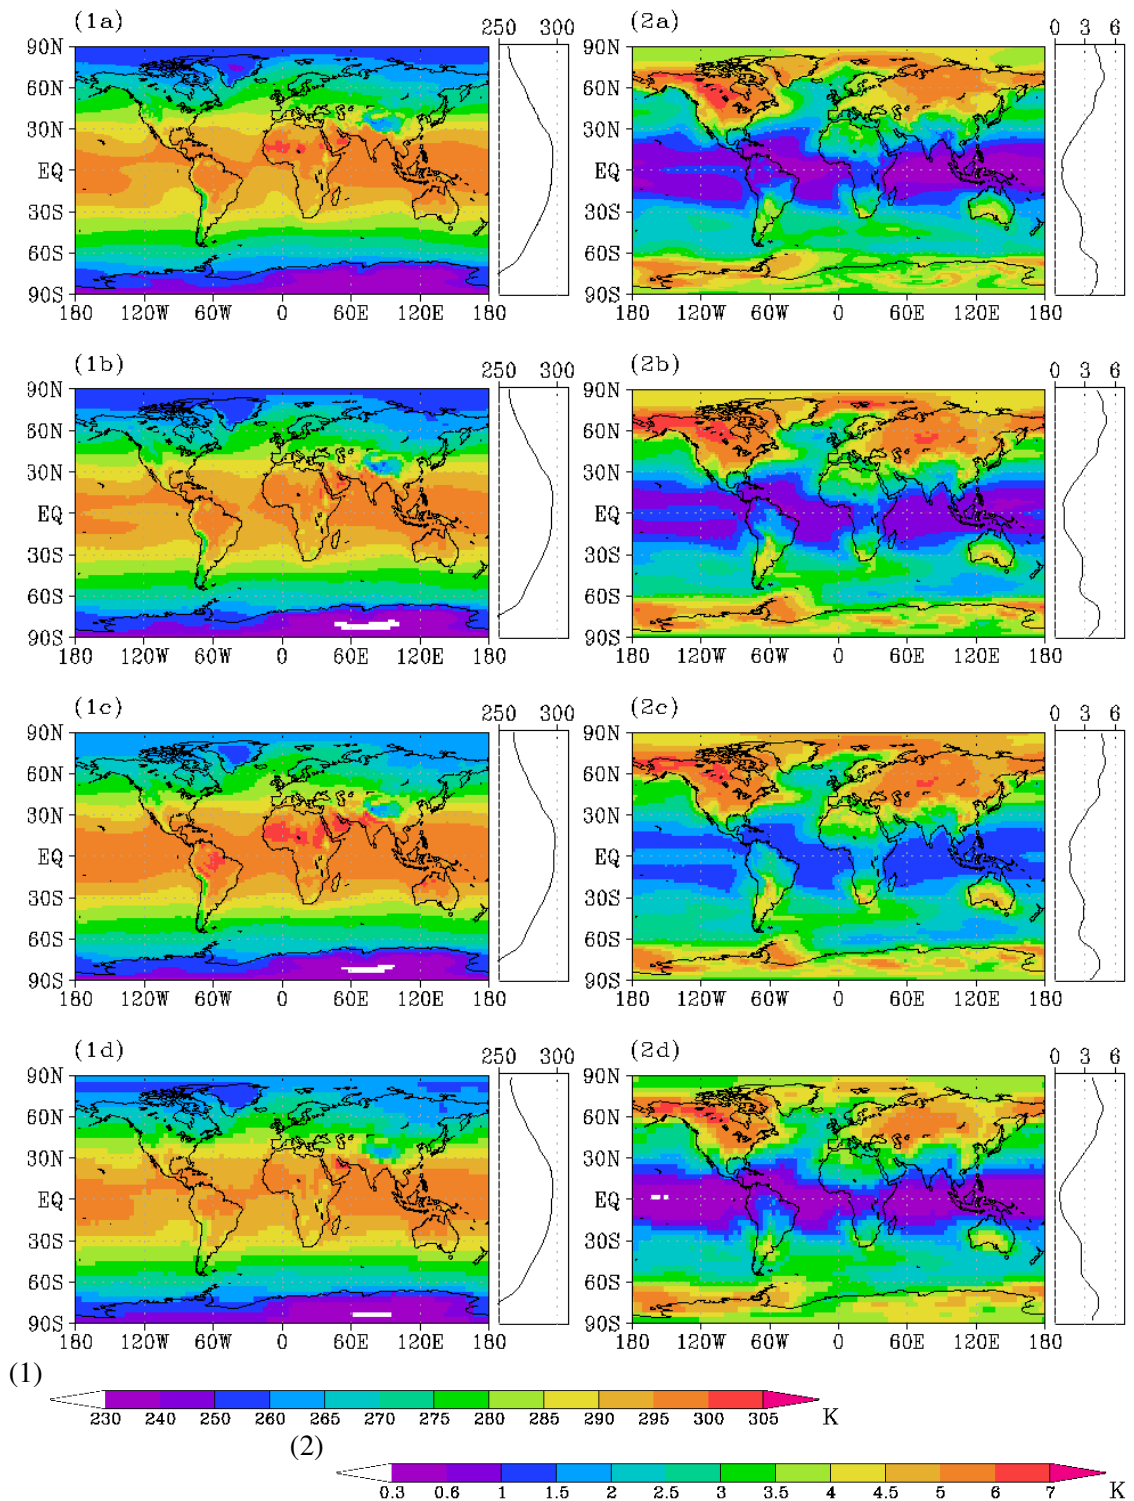 (1a) 250 300 (2a) 0 3 6
90N 90N
60N 60N
30N 30N
EQ EQ
30S 30S
60S 60S
90S 90S
180 120W 60W 0 60E 120E 180 180 120W 60W 0 60E 120E 180
(1b) 250 300 (2b) 0 3 6
90N 90N
60N 60N
30N 30N
EQ EQ
30S 30S
60S 60S
90S 90S
180 120W 60W 0 60E 120E 180 180 120W 60W 0 60E 120E 180
(1c) 250 300 (2c) 0 3 6
90N 90N
60N 60N
30N 30N
EQ EQ
30S 30S
60S 60S
90S 90S
180 120W 60W 0 60E 120E 180 180 120W 60W 0 60E 120E 180
(1d) 250 300 (2d) 0 3 6
90N 90N
60N 60N
30N 30N
EQ EQ
30S 30S
60S 60S
90S 90S
180 120W 60W 0 60E 120E 180 180 120W 60W 0 60E 120E 180
(1)
230 240 250 260 265 270 275 280 285 290 295 300 305 K
(2)
0.3 0.6 1 1.5 2 2.5 3 3.5 4 4.5 5 6 7 K